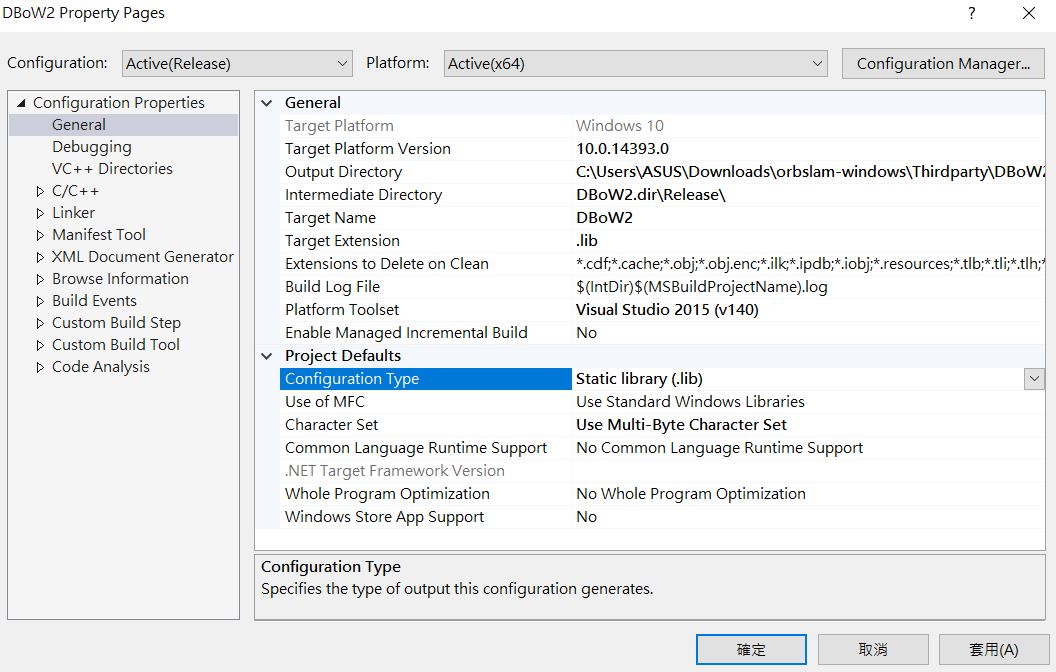 DBoW2 Property Pages
Configuration: Active(Release) Platform: Active(x64) Configuration Manager...
Configuration Properties
General
Debugging
VC++ Directories
C/C++
Linker
Manifest Tool
XML Document Generator
Browse Information
Build Events
Custom Build Step
Custom Build Tool
Code Analysis
General
Target Platform Windows 10
Target Platform Version 10.0.14393.0
Output Directory C:\Users\ASUS\Downloads\orbslam-windows\Thirdparty\DBoW2
Intermediate Directory DBoW2.dir\Release\
Target Name DBoW2
Target Extension .lib
Extensions to Delete on Clean *.cdf;*.cache;*.obj;*.obj.enc;*.ilk;*.ipdb;*.iobj;*.resources;*.tlb;*.tli;*.tlh;*
Build Log File $(IntDir)$(MSBuildProjectName).log
Platform Toolset Visual Studio 2015 (v140)
Enable Managed Incremental Build No
Project Defaults
Configuration Type Static library (.lib)
Use of MFC Use Standard Windows Libraries
Character Set Use Multi-Byte Character Set
Common Language Runtime Support No Common Language Runtime Support
.NET Target Framework Version
Whole Program Optimization No Whole Program Optimization
Windows Store App Support No
Configuration Type
Specifies the type of output this configuration generates.
確定 取消 套用(A)